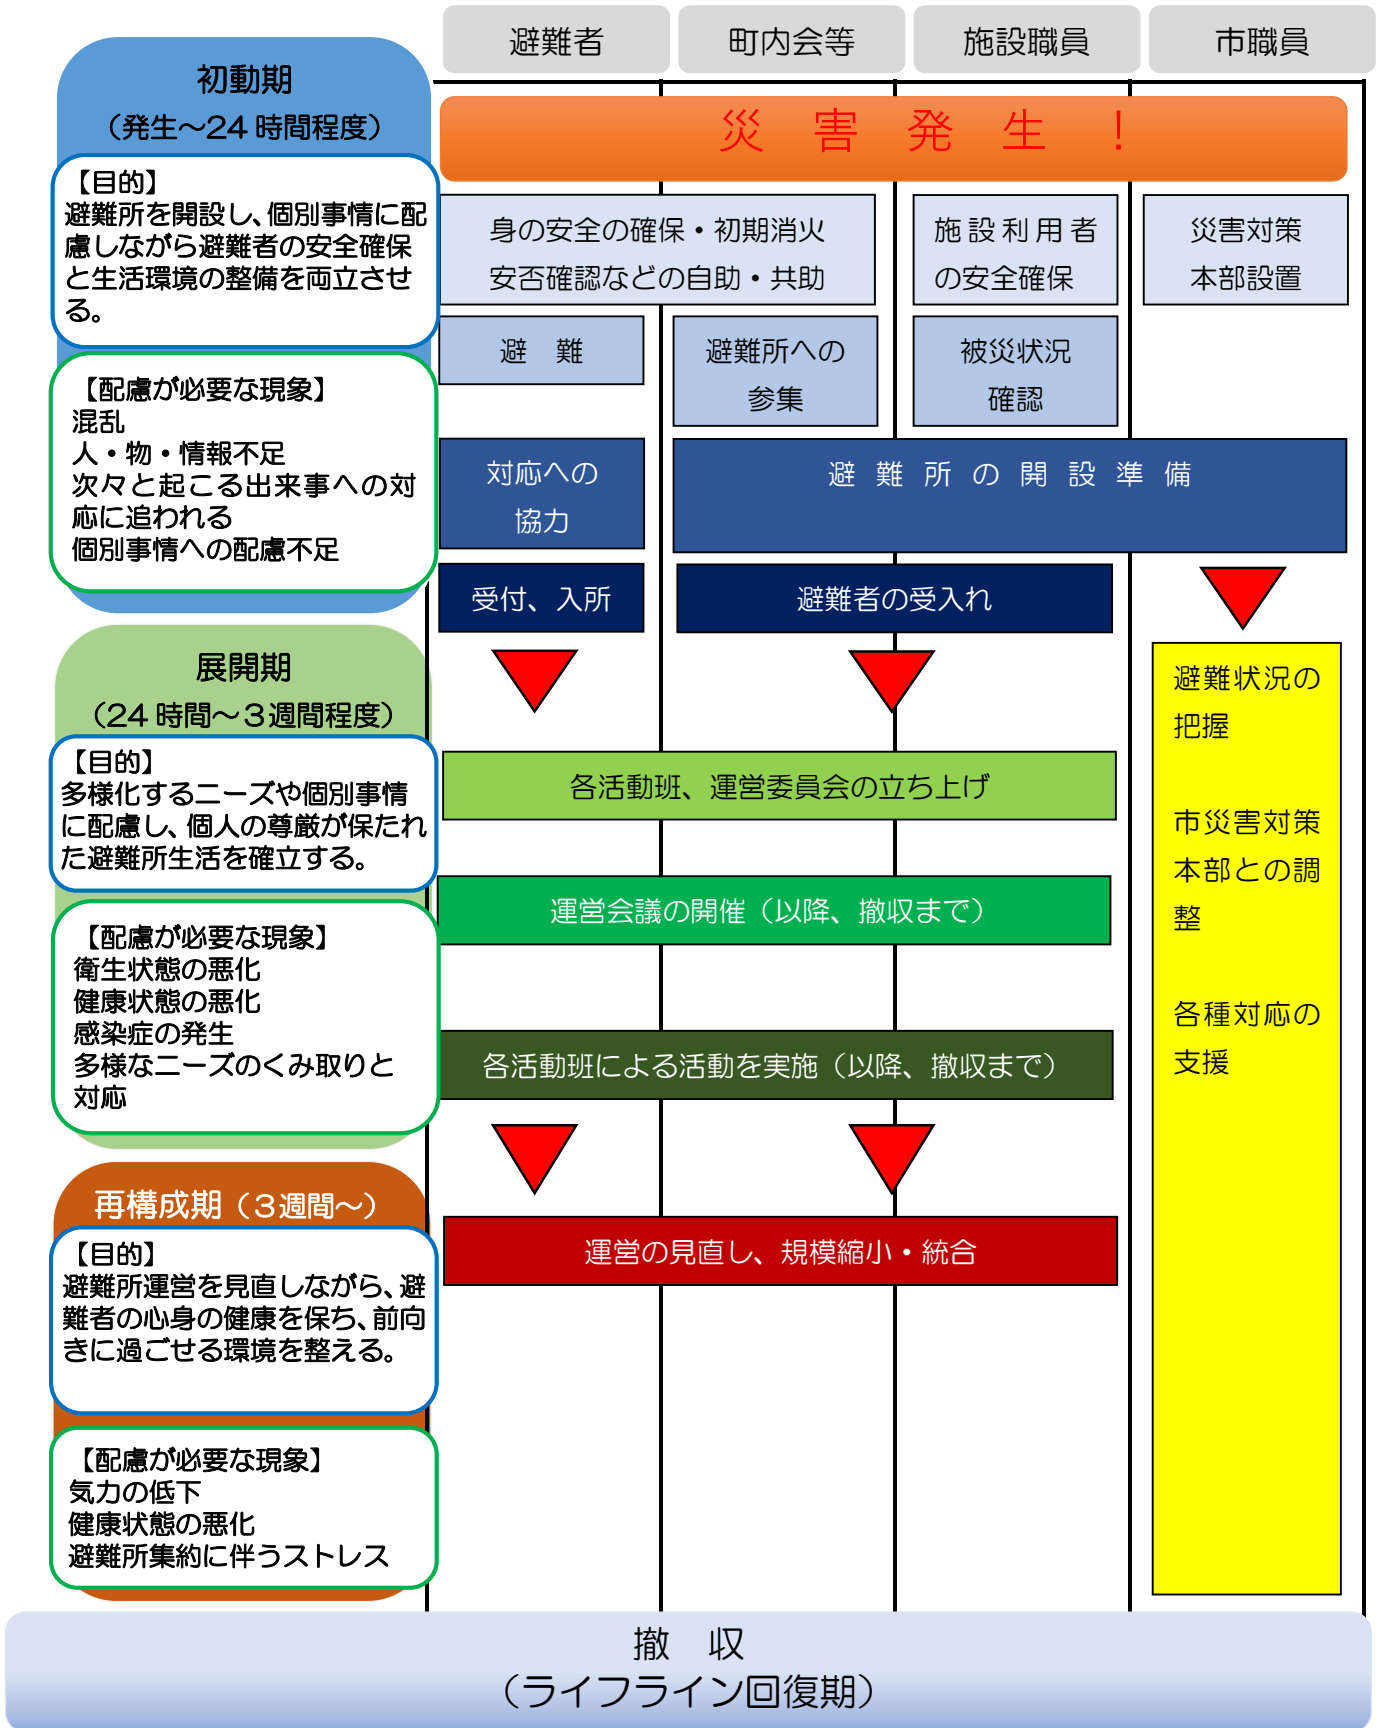 避難者
町内会等
施設職員
市職員
初動期
（発生～24 時間程度）
【目的】
避難所を開設し、個別事情に配
慮しながら避難者の安全確保
と生活環境の整備を両立させ
る。
【配慮が必要な現象】
混乱
人・物・情報不足
次々と起こる出来事への対
応に追われる
個別事情への配慮不足
災　害　発　生　！
身の安全の確保・初期消火
安否確認などの自助・共助
施設利用者
の安全確保
災害対策
本部設置
避　難
避難所への
参集
被災状況
確認
対応への
協力
避難所の開設準備
受付、入所
避難者の受入れ
展開期
（24 時間～３週間程度）
【目的】
多様化するニーズや個別事情
に配慮し、個人の尊厳が保たれ
た避難所生活を確立する。
【配慮が必要な現象】
衛生状態の悪化
健康状態の悪化
感染症の発生
多様なニーズのくみ取りと
対応
各活動班、運営委員会の立ち上げ
運営会議の開催（以降、撤収まで）
各活動班による活動を実施（以降、撤収まで）
避難状況の
把握
市災害対策
本部との調
整
各種対応の
支援
再構成期（３週間～）
【目的】
避難所運営を見直しながら、避
難者の心身の健康を保ち、前向
きに過ごせる環境を整える。
【配慮が必要な現象】
気力の低下
健康状態の悪化
避難所集約に伴うストレス
運営の見直し、規模縮小・統合
撤　収
（ライフライン回復期）